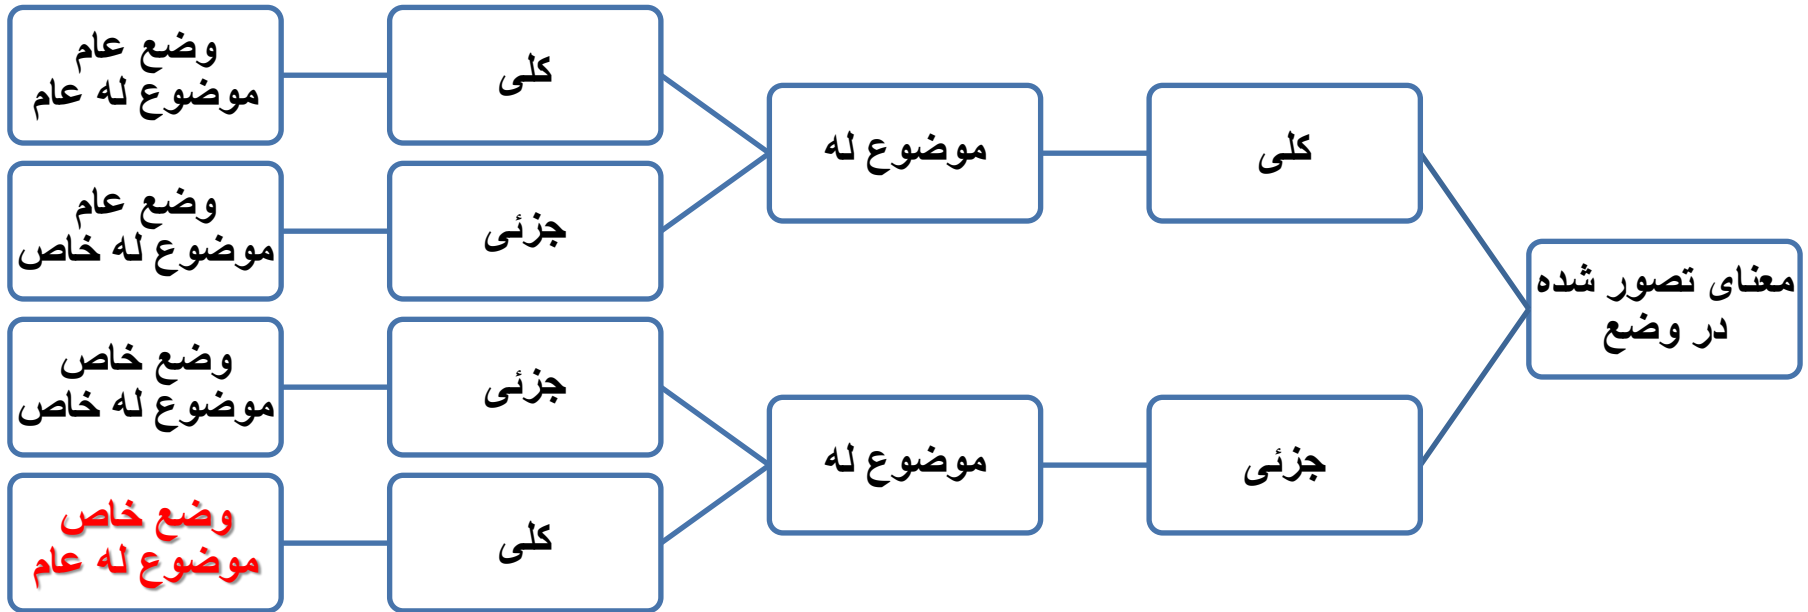 معنای تصور شده
در وضع
کلی
موضوع له
کلی
وضع عام
موضوع له عام
جزئی
وضع عام
موضوع له خاص
جزئی
موضوع له
جزئی
وضع خاص
موضوع له خاص
کلی
وضع خاص
موضوع له عام